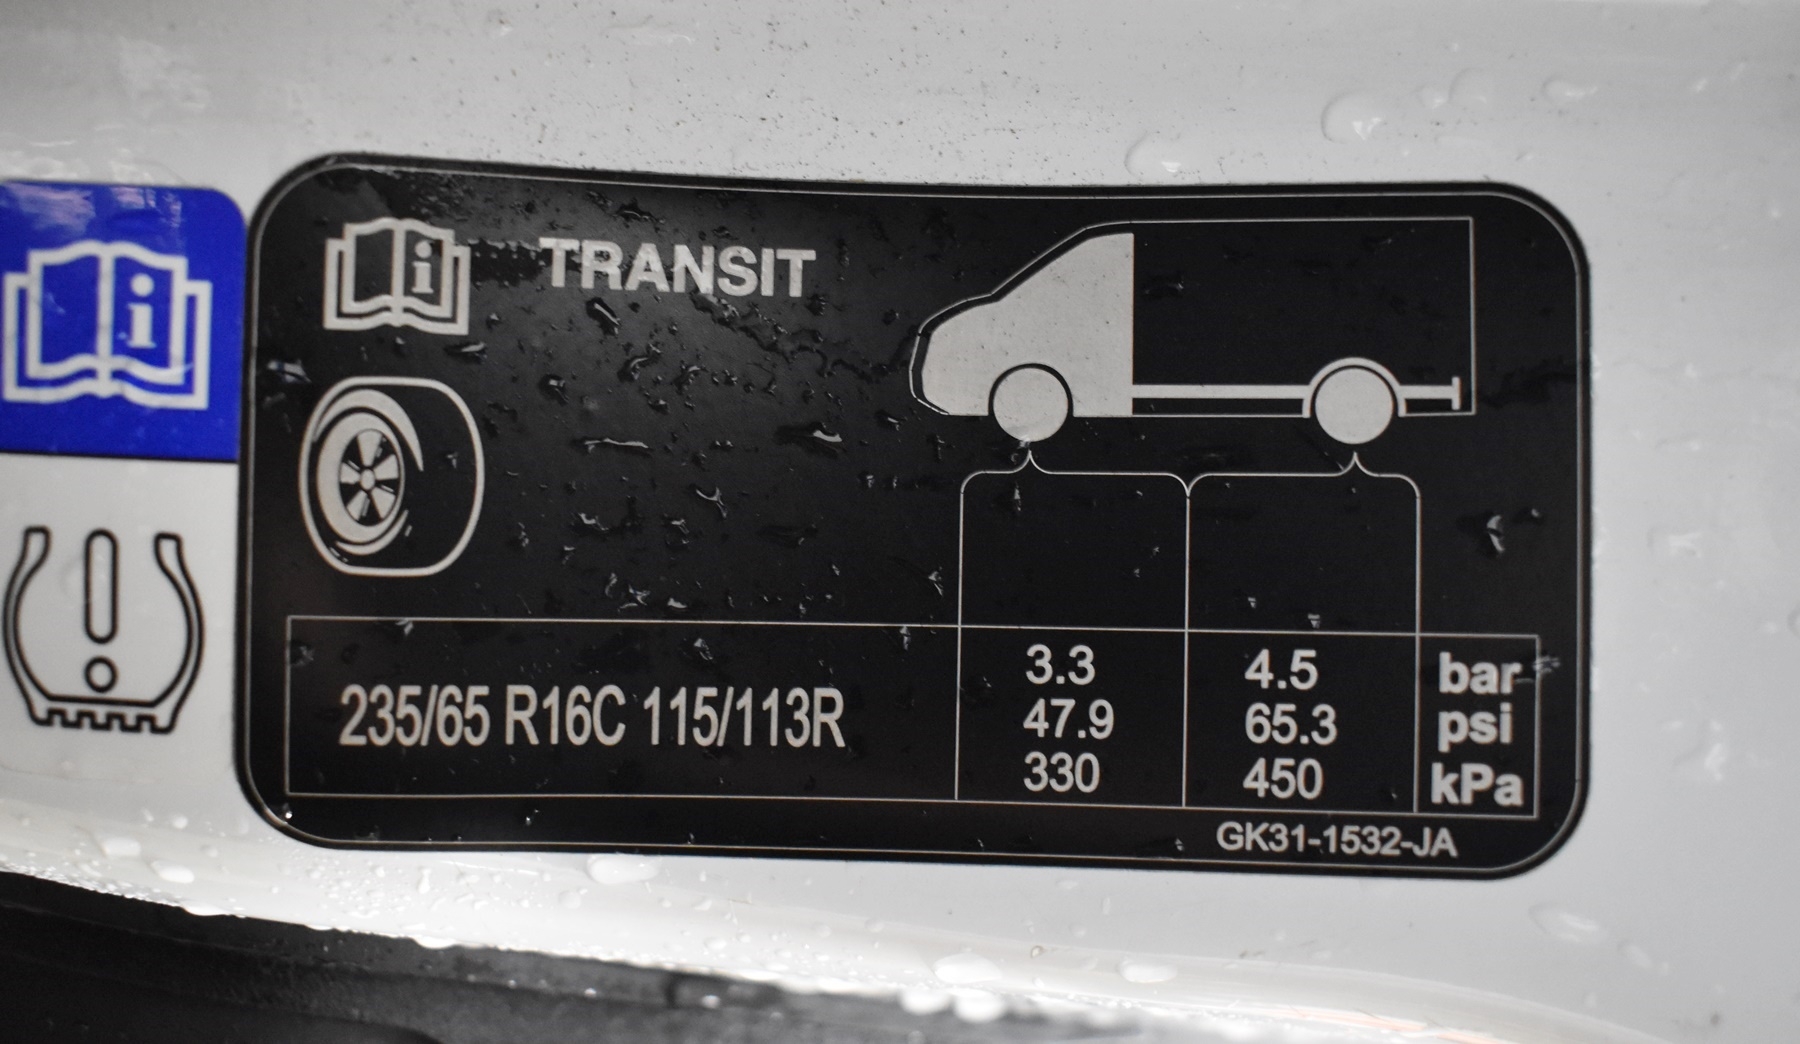 TRANSIT
235/65 R16C 115/113R
3.3 4.5 bar
47.9 65.3 psi
330 450 kPa
GK31-1532-JA